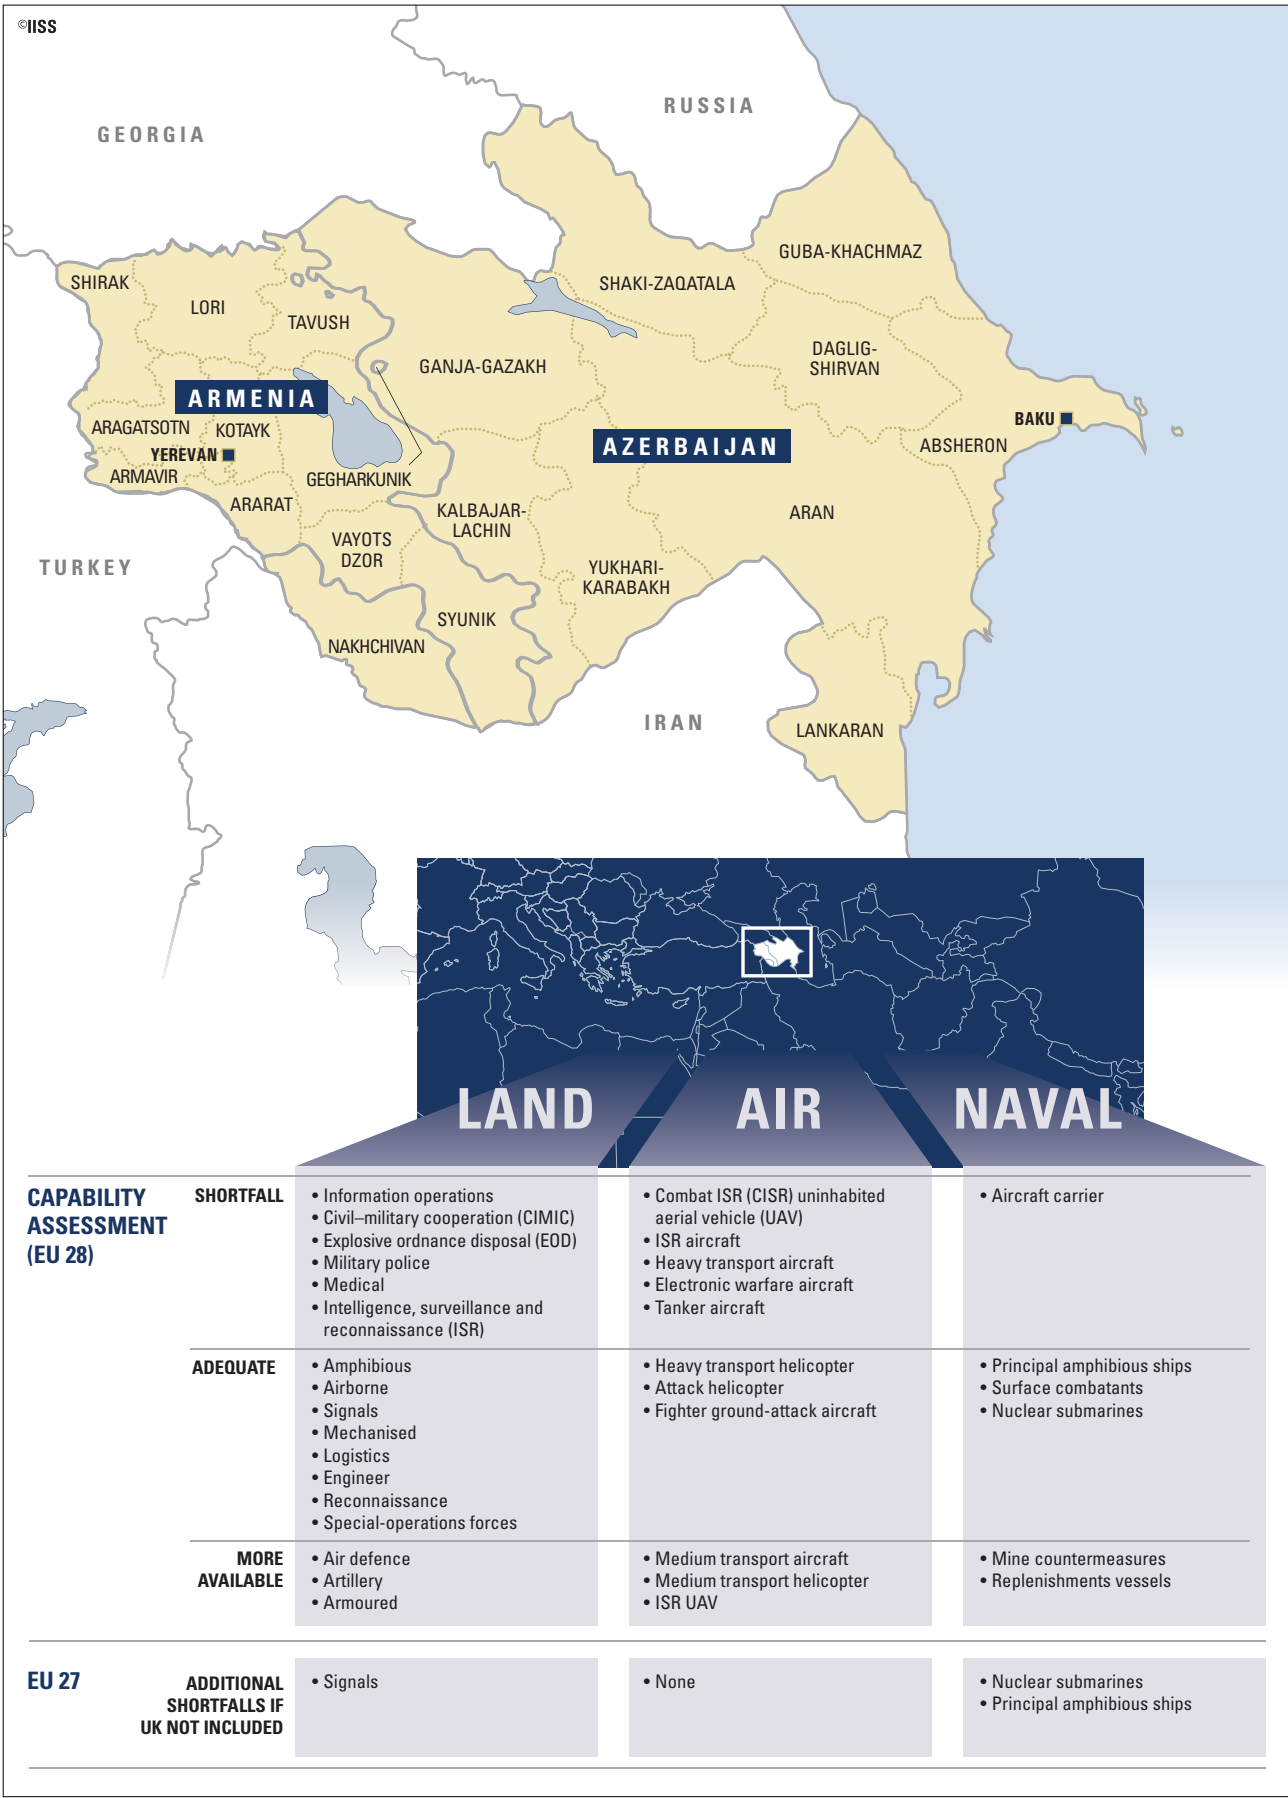 ©IISS
RUSSIA
GEORGIA
GUBA-KHACHMAZ
SHIRAK
SHAKI-ZAQATALA
LORI
TAVUSH
DAGLIG-
SHIRVAN
GANJA-GAZAKH
ARMENIA
BAKU
ARAGATSOTN
KOTAYK
AZERBAIJAN
ABSHERON
YEREVAN
ARMAVIR
GEGHARKUNIK
ARARAT
KALBAJAR-
LACHIN
ARAN
VAYOTS
DZOR
TURKEY
YUKHARI-
KARABAKH
SYUNIK
NAKHCHIVAN
IRAN
LANKARAN
LAND
AIR
NAVAL
CAPABILITY
ASSESSMENT
(EU 28)
SHORTFALL
• Information operations
• Civil–military cooperation (CIMIC)
• Explosive ordnance disposal (EOD)
• Military police
• Medical
• Intelligence, surveillance and
reconnaissance (ISR)
• Combat ISR (CISR) uninhabited
aerial vehicle (UAV)
• ISR aircraft
• Heavy transport aircraft
• Electronic warfare aircraft
• Tanker aircraft
• Aircraft carrier
ADEQUATE
• Amphibious
• Airborne
• Signals
• Mechanised
• Logistics
• Engineer
• Reconnaissance
• Special-operations forces
• Heavy transport helicopter
• Attack helicopter
• Fighter ground-attack aircraft
• Principal amphibious ships
• Surface combatants
• Nuclear submarines
MORE
AVAILABLE
• Air defence
• Artillery
• Armoured
• Medium transport aircraft
• Medium transport helicopter
• ISR UAV
• Mine countermeasures
• Replenishments vessels
EU 27
ADDITIONAL
SHORTFALLS IF
UK NOT INCLUDED
• Signals
• None
• Nuclear submarines
• Principal amphibious ships